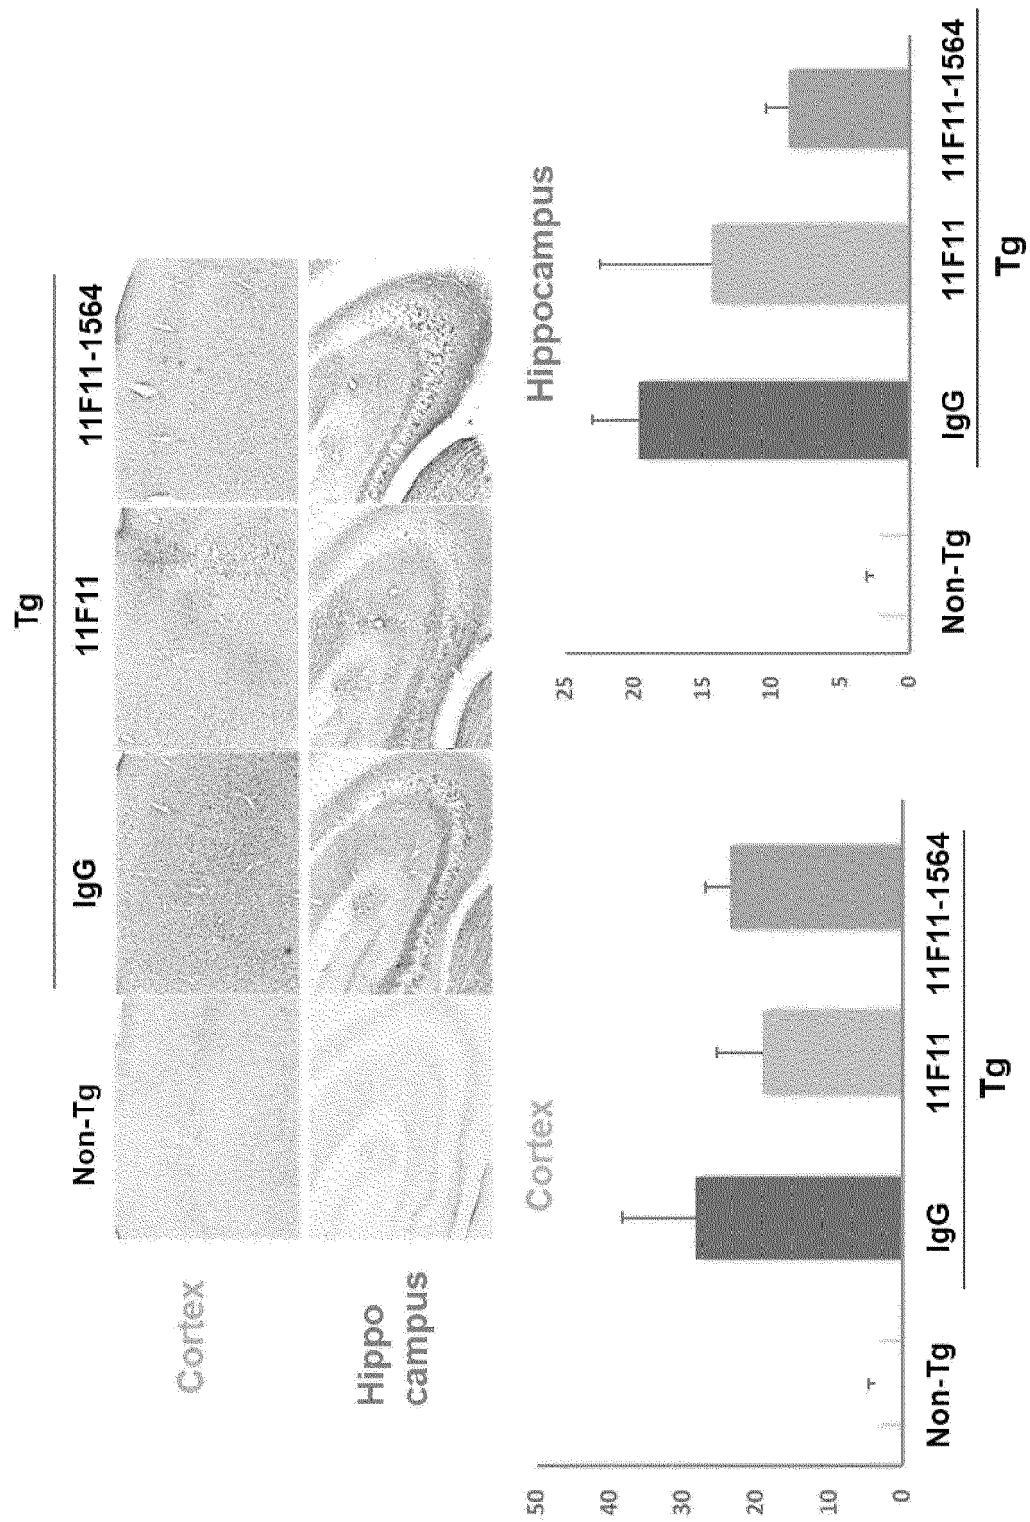 Tg
Non-Tg IgG 11F11 11F11-1564
Cortex
Hippo
campus
Cortex
50
40
30
20
10
0
Non-Tg IgG 11F11 11F11-1564
Tg
Hippocampus
25
20
15
10
5
0
Non-Tg IgG 11F11 11F11-1564
Tg